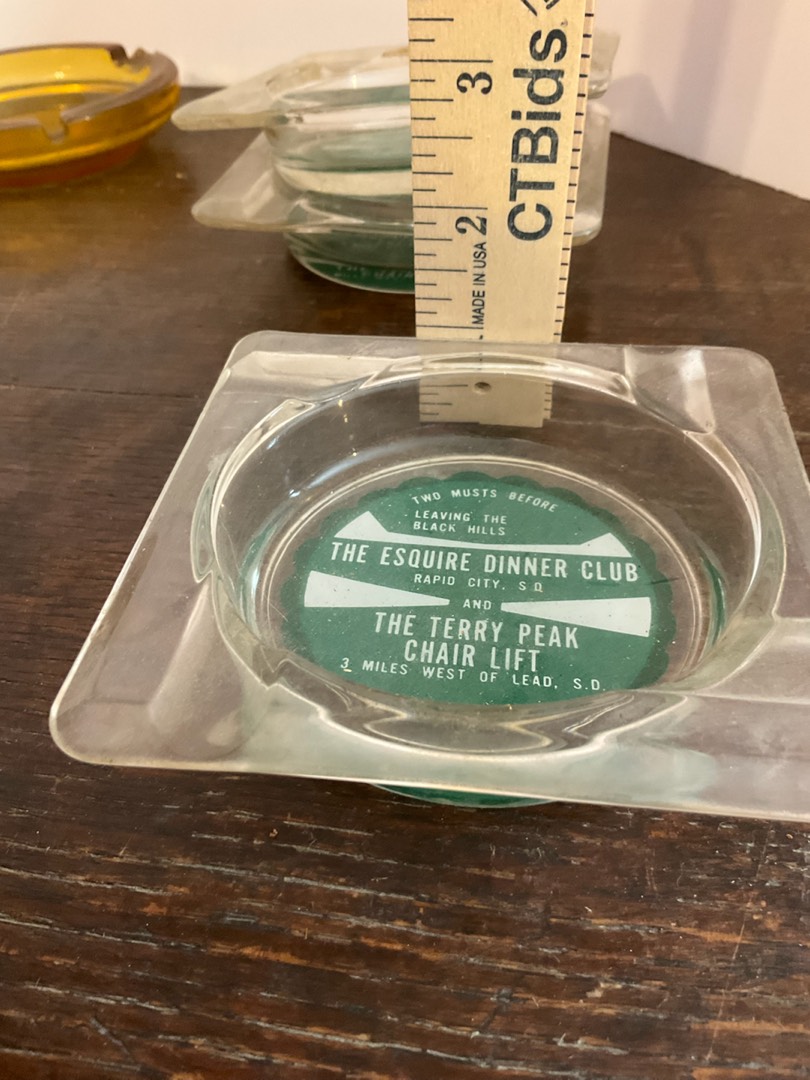 3
CTBids
2
MADE IN USA
TWO MUSTS BEFORE
LEAVING THE
BLACK HILLS
THE ESQUIRE DINNER CLUB
RAPID CITY, S.D.
AND
THE TERRY PEAK
CHAIR LIFT
3 MILES WEST OF LEAD, S.D.